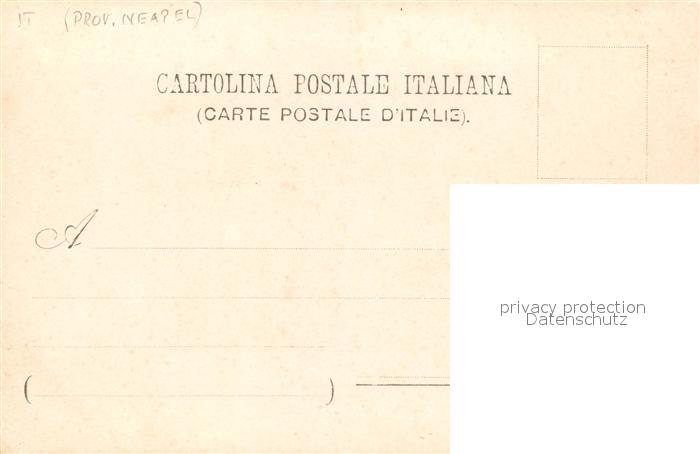 IT (PROV. NEAPEL)
CARTOLINA POSTALE ITALIANA
(CARTE POSTALE D'ITALIE).
A
( )
privacy protection
Datenschutz